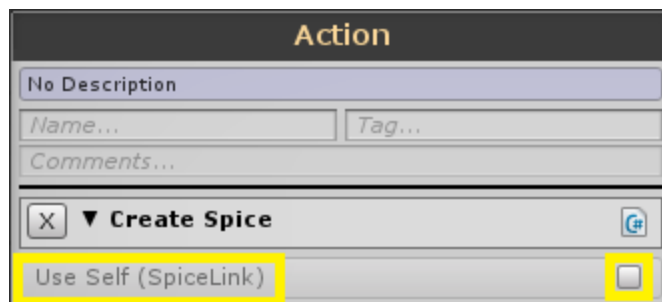 Action
No Description
Name... Tag...
Comments...
X ▼ Create Spice C#
Use Self (SpiceLink)